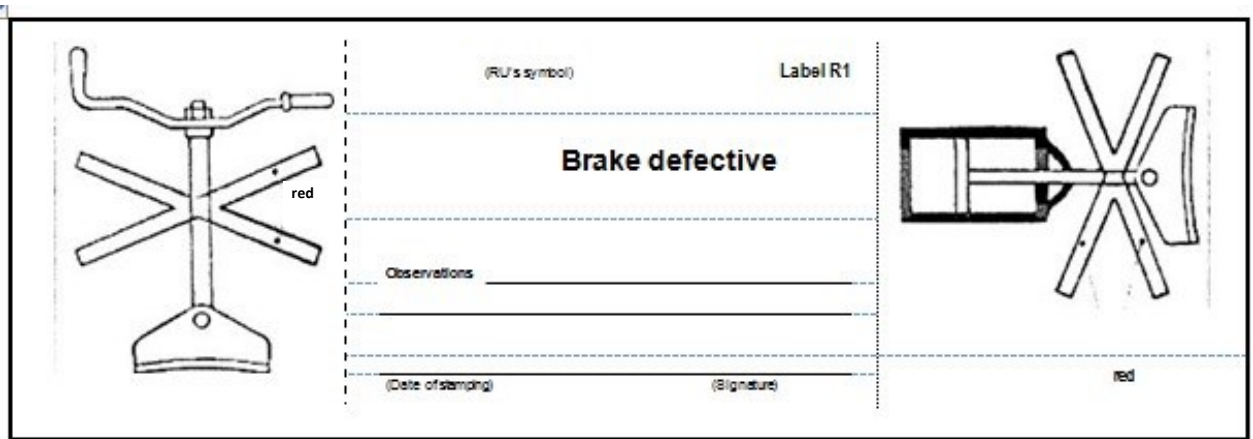 (RU's symbol) Label R1
Brake defective
red
Observations
(Date of stamping) (Signature)
red